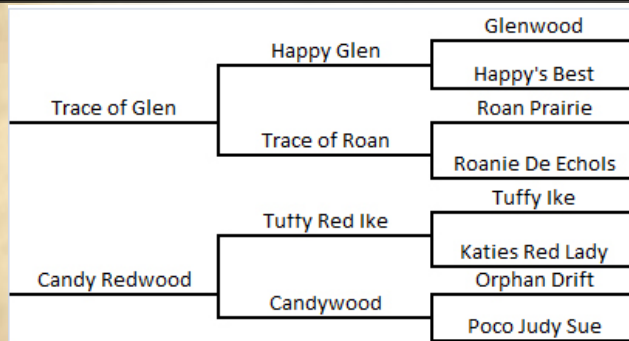 Glenwood
Happy Glen
Happy's Best
Trace of Glen
Roan Prairie
Trace of Roan
Roanie De Echols
Tuffy Ike
Tuffy Red Ike
Katies Red Lady
Candy Redwood
Orphan Drift
Candywood
Poco Judy Sue